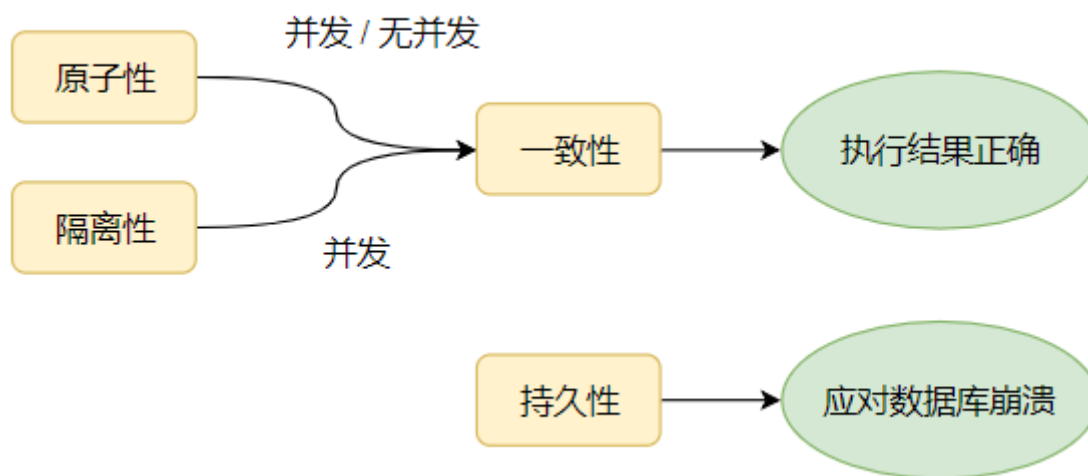 并发 / 无并发
原子性
一致性
执行结果正确
隔离性
并发
持久性
应对数据库崩溃